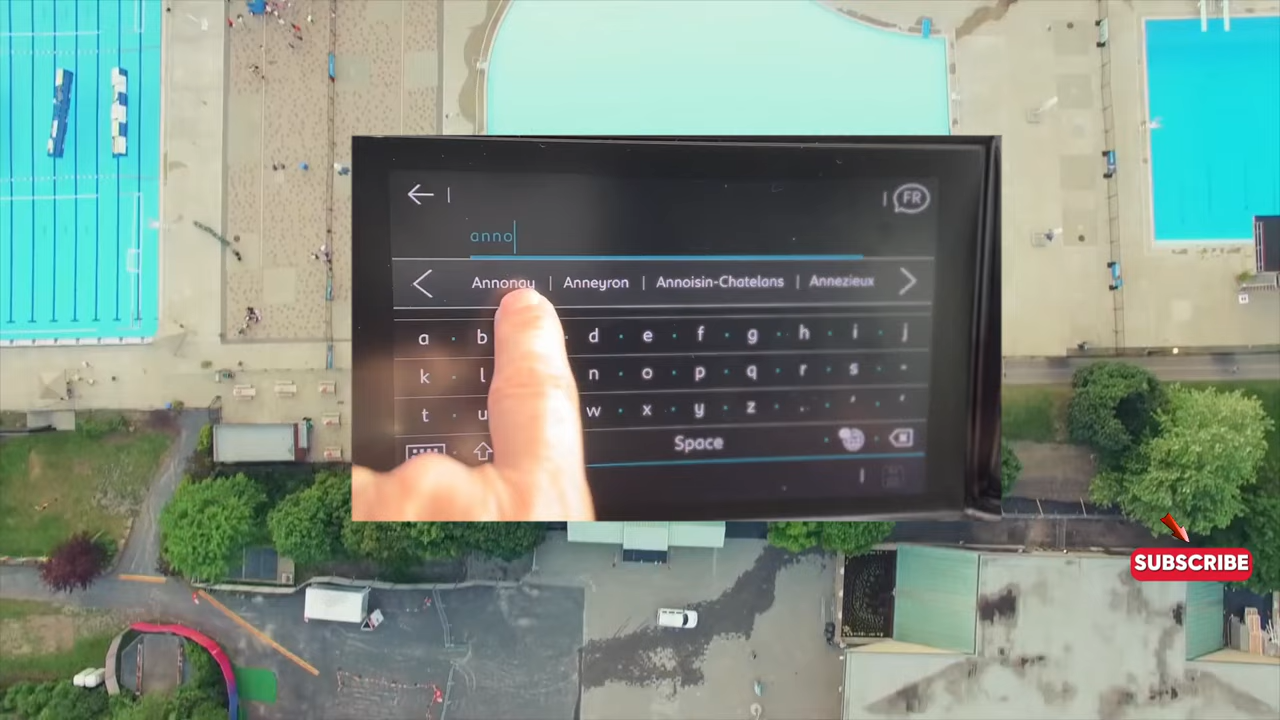 FR
anno
Annonay | Anneyron | Annoisin-Chatelans | Annezieux
a b d e f g h i j
k l n o p q r s -
t u w x y z . ' '
Space
SUBSCRIBE